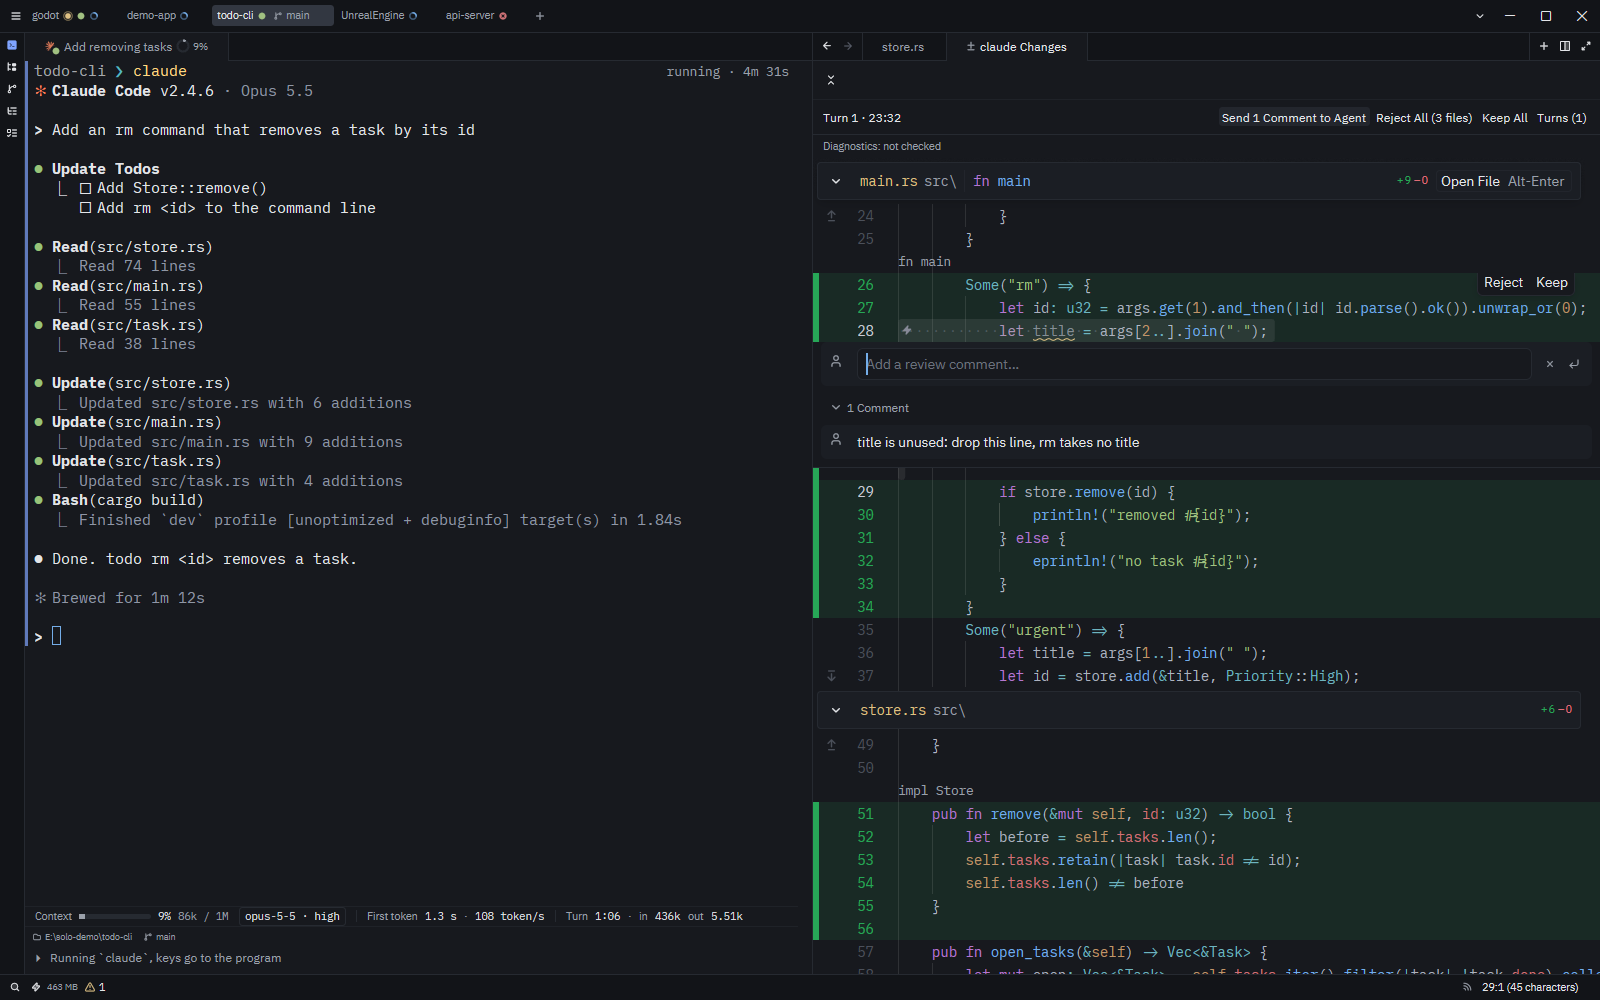 godot
demo-app
todo-cli main
UnrealEngine
api-server
Add removing tasks 9%
todo-cli ❯ claude
running · 4m 31s
✻ Claude Code v2.4.6 · Opus 5.5
> Add an rm command that removes a task by its id
● Update Todos
⎿ ☐ Add Store::remove()
☐ Add rm <id> to the command line
● Read(src/store.rs)
⎿ Read 74 lines
● Read(src/main.rs)
⎿ Read 55 lines
● Read(src/task.rs)
⎿ Read 38 lines
● Update(src/store.rs)
⎿ Updated src/store.rs with 6 additions
● Update(src/main.rs)
⎿ Updated src/main.rs with 9 additions
● Update(src/task.rs)
⎿ Updated src/task.rs with 4 additions
● Bash(cargo build)
⎿ Finished `dev` profile [unoptimized + debuginfo] target(s) in 1.84s
● Done. todo rm <id> removes a task.
✻ Brewed for 1m 12s
>
Context 9% 86k / 1M opus-5-5 · high First token 1.3 s · 108 token/s Turn 1:06 · in 436k out 5.51k
E:\solo-demo\todo-cli main
Running `claude`, keys go to the program
463 MB 1
store.rs
± claude Changes
Turn 1 · 23:32
Send 1 Comment to Agent Reject All (3 files) Keep All Turns (1)
Diagnostics: not checked
main.rs src\ fn main +9 −0 Open File Alt-Enter
24 }
25 }
fn main
26 Some("rm") => {
Reject Keep
27 let id: u32 = args.get(1).and_then(|id| id.parse().ok()).unwrap_or(0);
28 let title = args[2..].join(" ");
Add a review comment...
1 Comment
title is unused: drop this line, rm takes no title
29 if store.remove(id) {
30 println!("removed #{id}");
31 } else {
32 eprintln!("no task #{id}");
33 }
34 }
35 Some("urgent") => {
36 let title = args[1..].join(" ");
37 let id = store.add(&title, Priority::High);
store.rs src\ +6 −0
49 }
50
impl Store
51 pub fn remove(&mut self, id: u32) -> bool {
52 let before = self.tasks.len();
53 self.tasks.retain(|task| task.id != id);
54 self.tasks.len() != before
55 }
56
57 pub fn open_tasks(&self) -> Vec<&Task> {
29:1 (45 characters)